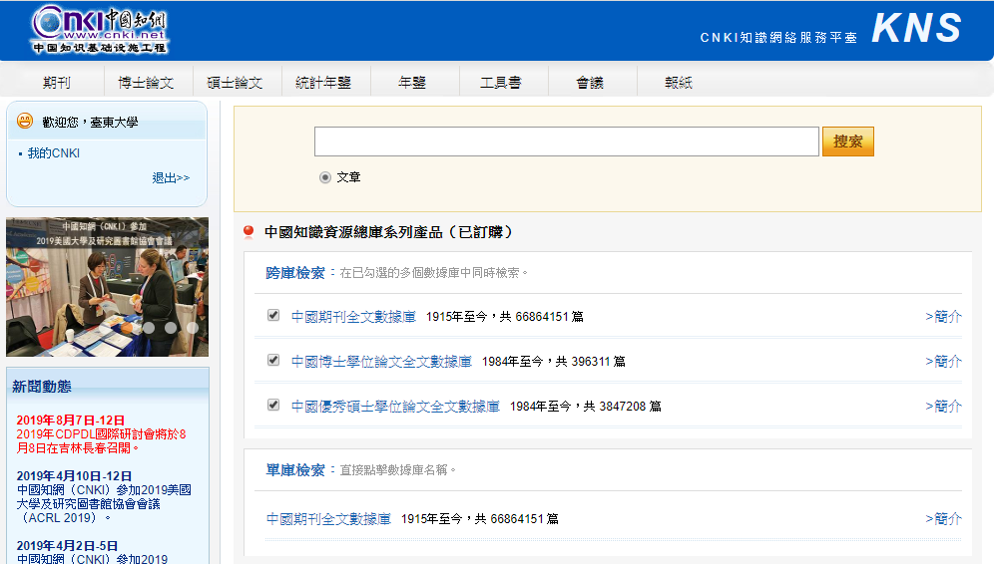 CNKI中國知網
www.cnki.net
中国知识基础设施工程
CNKI知識網絡服務平臺 KNS
期刊 博士論文 碩士論文 統計年鑒 年鑒 工具書 會議 報紙
歡迎您，臺東大學
我的CNKI
退出>>
搜索
文章
中國知網（CNKI）參加
2019美國大學及研究圖書館協會會議
新聞動態
2019年8月7日-12日
2019年CDPDL國際研討會將於8
月8日在吉林長春召開。
2019年4月10日-12日
中國知網（CNKI）參加2019美國
大學及研究圖書館協會會議
（ACRL 2019）。
2019年4月2日-5日
中國知網（CNKI）參加2019
中國知識資源總庫系列產品（已訂購）
跨庫檢索：在已勾選的多個數據庫中同時檢索。
中國期刊全文數據庫 1915年至今，共 66864151 篇 >簡介
中國博士學位論文全文數據庫 1984年至今，共 396311 篇 >簡介
中國優秀碩士學位論文全文數據庫 1984年至今，共 3847208 篇 >簡介
單庫檢索：直接點擊數據庫名稱。
中國期刊全文數據庫 1915年至今，共 66864151 篇 >簡介